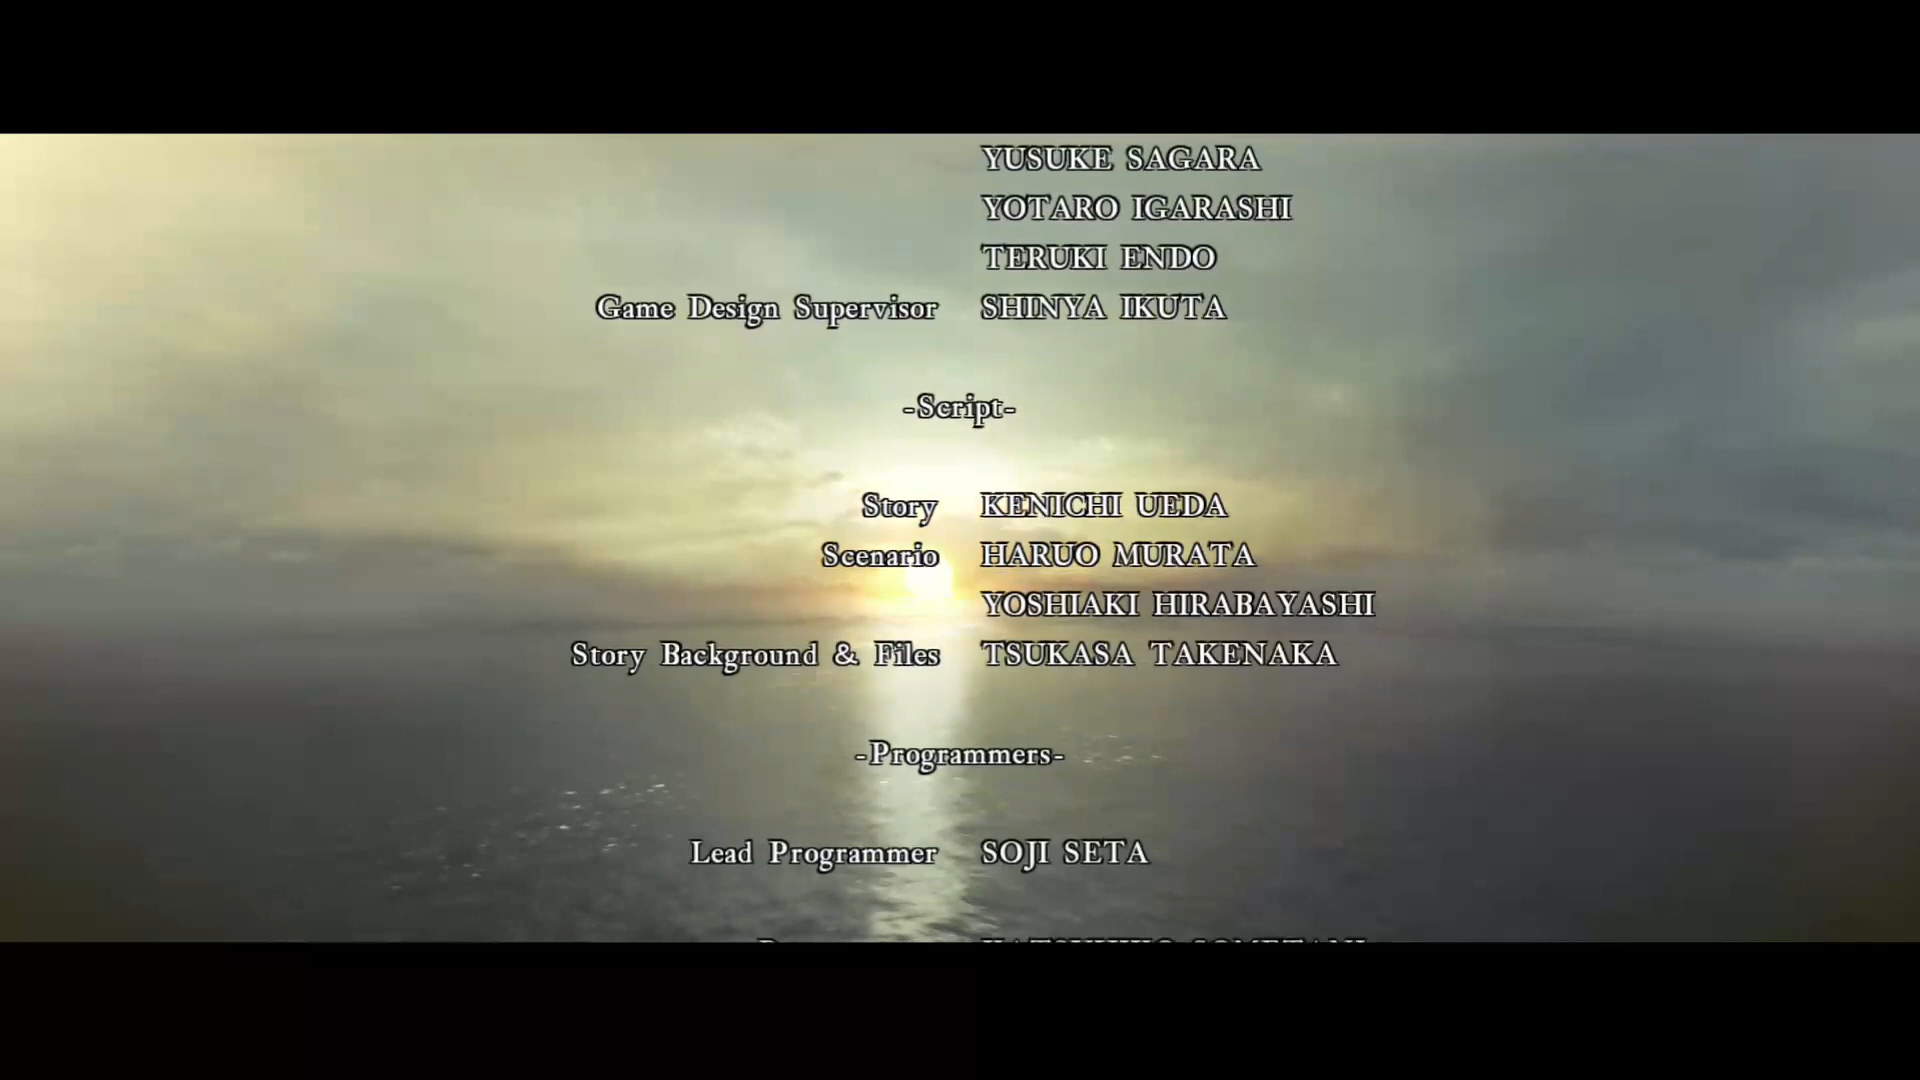 YUSUKE SAGARA
YOTARO IGARASHI
TERUKI ENDO
Game Design Supervisor SHINYA IKUTA
-Script-
Story KENICHI UEDA
Scenario HARUO MURATA
YOSHIAKI HIRABAYASHI
Story Background & Files TSUKASA TAKENAKA
-Programmers-
Lead Programmer SOJI SETA